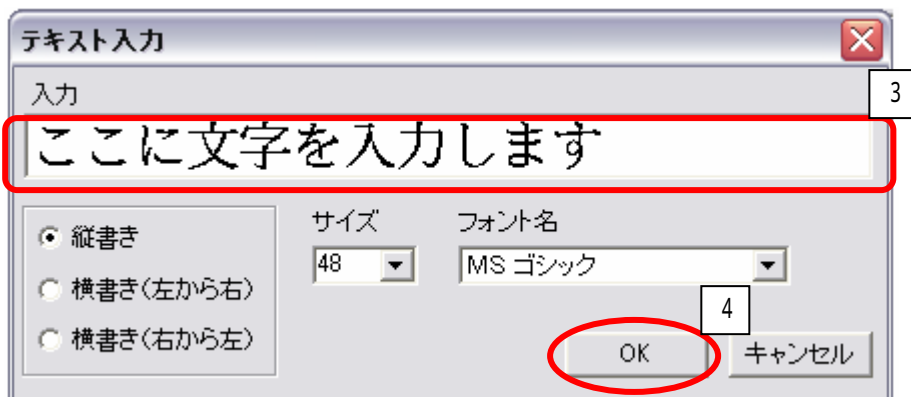 テキスト入力
3
入力
ここに文字を入力します
縦書き
横書き(左から右)
横書き(右から左)
サイズ
48
フォント名
MS ゴシック
4
OK
キャンセル